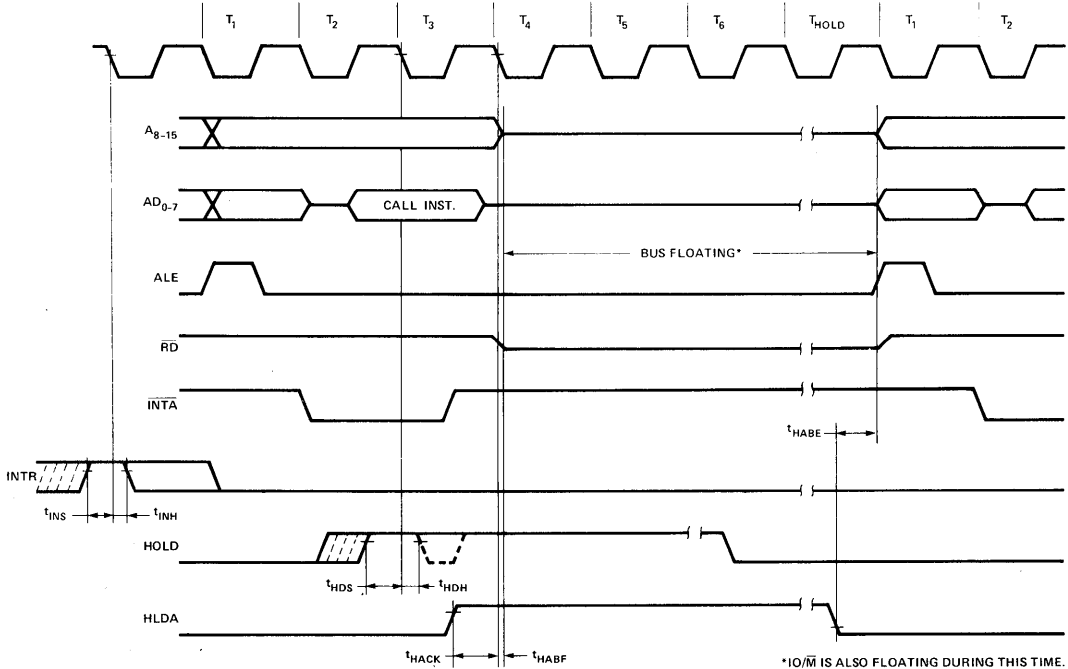 T1 T2 T3 T4 T5 T6 THOLD T1 T2
A8–15
AD0–7
CALL INST.
BUS FLOATING*
ALE
RD
INTA
tHABE
INTR
tINS tINH
HOLD
tHDS tHDH
HLDA
tHACK tHABF
*IO/M IS ALSO FLOATING DURING THIS TIME.